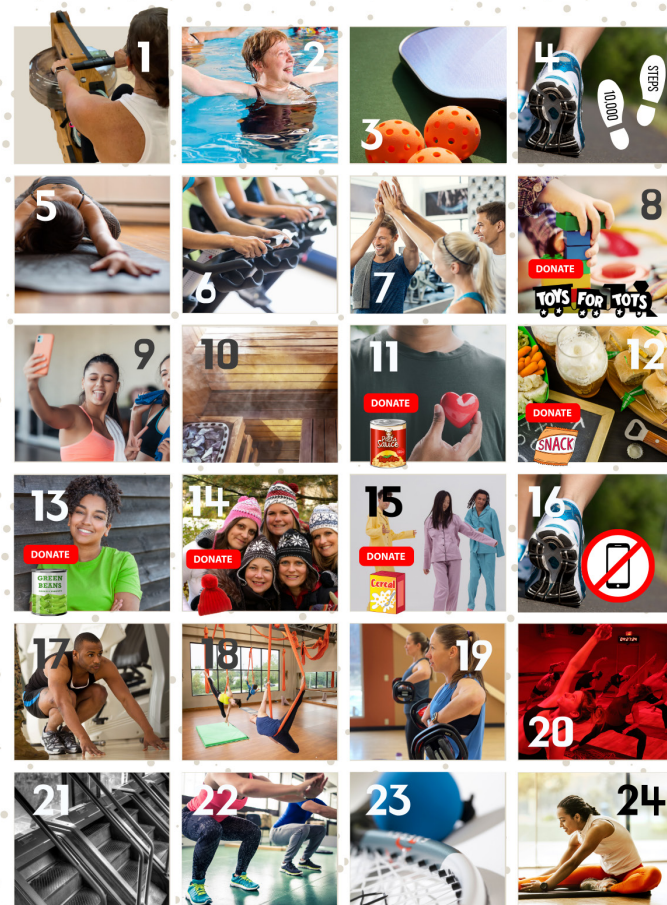 1
2
3
4
STEPS
10,000
5
6
7
8
DONATE
TOYS FOR TOTS
9
10
11
DONATE
Pasta
Sauce
12
DONATE
SNACK
13
DONATE
GREEN
BEANS
14
DONATE
15
DONATE
Cereal
16
17
18
19
20
21
22
23
24